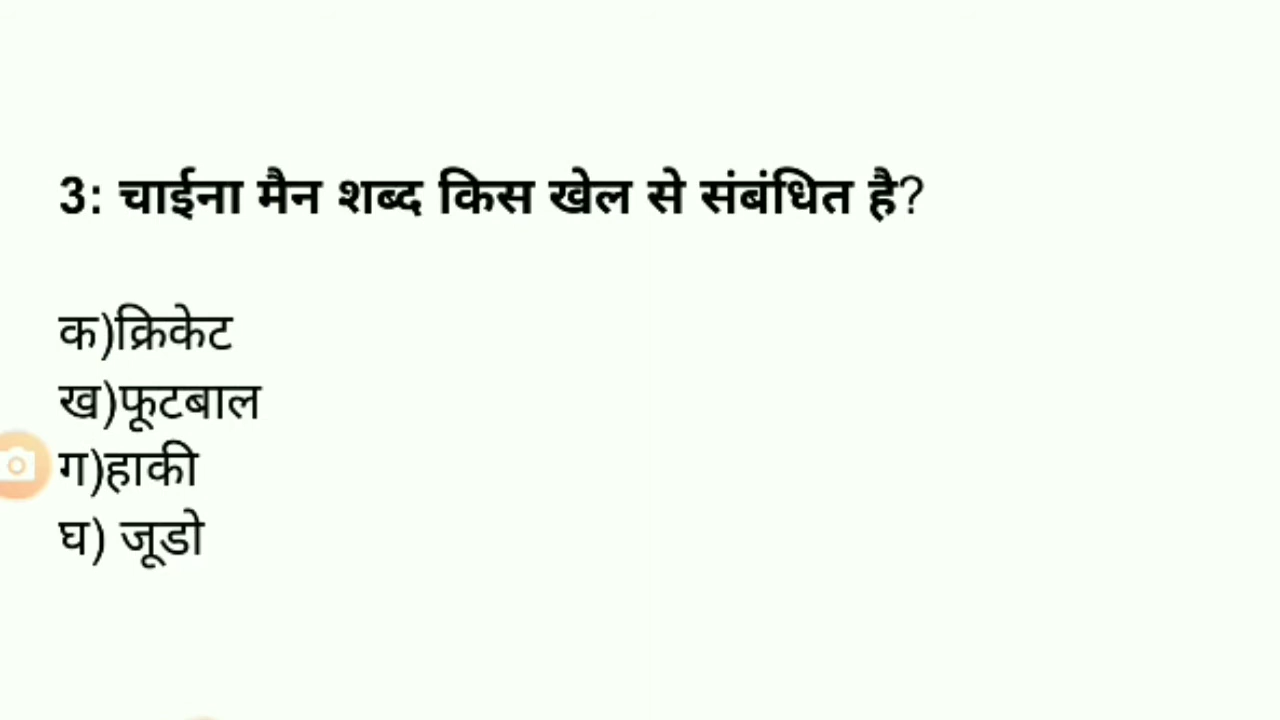 3: चाईना मैन शब्द किस खेल से संबंधित है?
क)क्रिकेट
ख)फूटबाल
ग)हाकी
घ) जूडो